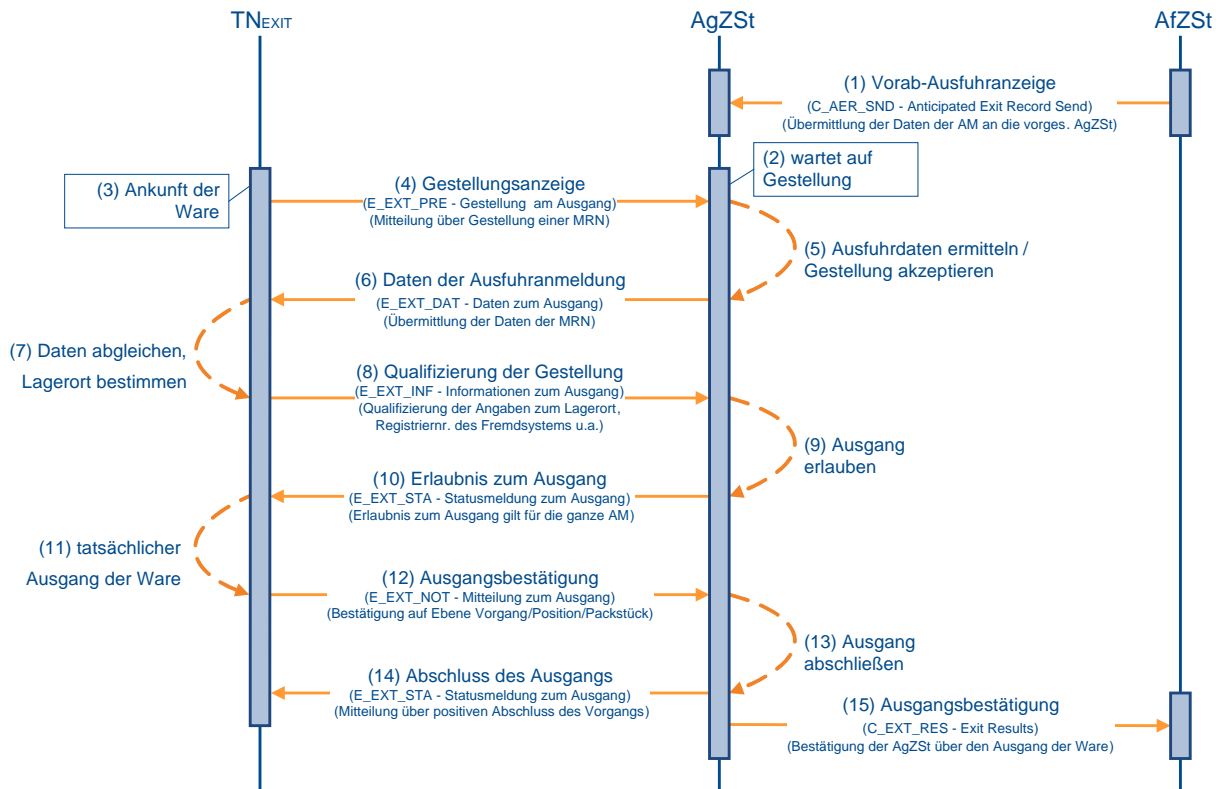 TNEXIT
AgZSt
AfZSt
(1) Vorab-Ausfuhranzeige
(C_AER_SND - Anticipated Exit Record Send)
(Übermittlung der Daten der AM an die vorges. AgZSt)
(2) wartet auf
Gestellung
(3) Ankunft der
Ware
(4) Gestellungsanzeige
(E_EXT_PRE - Gestellung am Ausgang)
(Mitteilung über Gestellung einer MRN)
(5) Ausfuhrdaten ermitteln /
Gestellung akzeptieren
(6) Daten der Ausfuhranmeldung
(E_EXT_DAT - Daten zum Ausgang)
(Übermittlung der Daten der MRN)
(7) Daten abgleichen,
Lagerort bestimmen
(8) Qualifizierung der Gestellung
(E_EXT_INF - Informationen zum Ausgang)
(Qualifizierung der Angaben zum Lagerort,
Registriernr. des Fremdsystems u.a.)
(9) Ausgang
erlauben
(10) Erlaubnis zum Ausgang
(E_EXT_STA - Statusmeldung zum Ausgang)
(Erlaubnis zum Ausgang gilt für die ganze AM)
(11) tatsächlicher
Ausgang der Ware
(12) Ausgangsbestätigung
(E_EXT_NOT - Mitteilung zum Ausgang)
(Bestätigung auf Ebene Vorgang/Position/Packstück)
(13) Ausgang
abschließen
(14) Abschluss des Ausgangs
(E_EXT_STA - Statusmeldung zum Ausgang)
(Mitteilung über positiven Abschluss des Vorgangs)
(15) Ausgangsbestätigung
(C_EXT_RES - Exit Results)
(Bestätigung der AgZSt über den Ausgang der Ware)